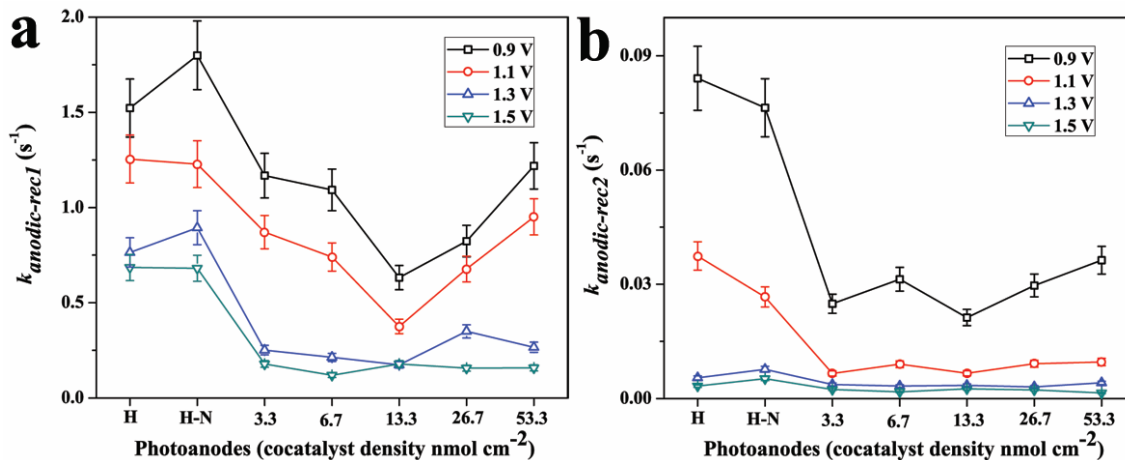 a
2.0
1.5
1.0
0.5
0.0
k anodic-rec1 (s-1)
0.9 V
1.1 V
1.3 V
1.5 V
H H-N 3.3 6.7 13.3 26.7 53.3
Photoanodes (cocatalyst density nmol cm-2)
b
0.09
0.06
0.03
0.00
k anodic-rec2 (s-1)
0.9 V
1.1 V
1.3 V
1.5 V
H H-N 3.3 6.7 13.3 26.7 53.3
Photoanodes (cocatalyst density nmol cm-2)